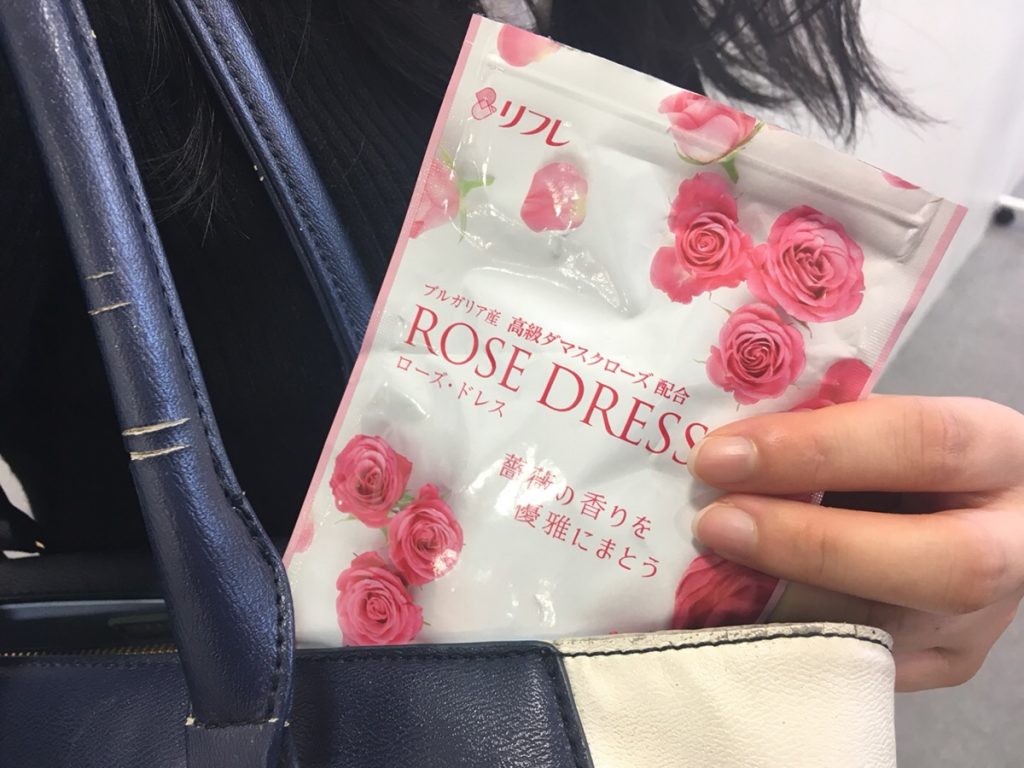 リフレ
ブルガリア産 高級ダマスクローズ 配合
ROSE DRESS
ローズ・ドレス
薔薇の香りを
優雅にまとう